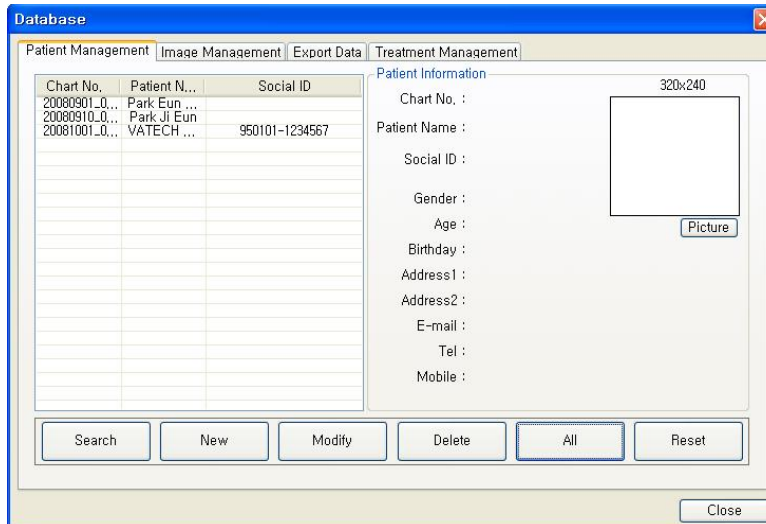 Database
Patient Management Image Management Export Data Treatment Management
Chart No. Patient N... Social ID
20080901_0... Park Eun ...
20080910_0... Park Ji Eun
20081001_0... VATECH ... 950101-1234567
Patient Information
320x240
Chart No. :
Patient Name :
Social ID :
Gender :
Age :
Picture
Birthday :
Address1 :
Address2 :
E-mail :
Tel :
Mobile :
Search New Modify Delete All Reset
Close